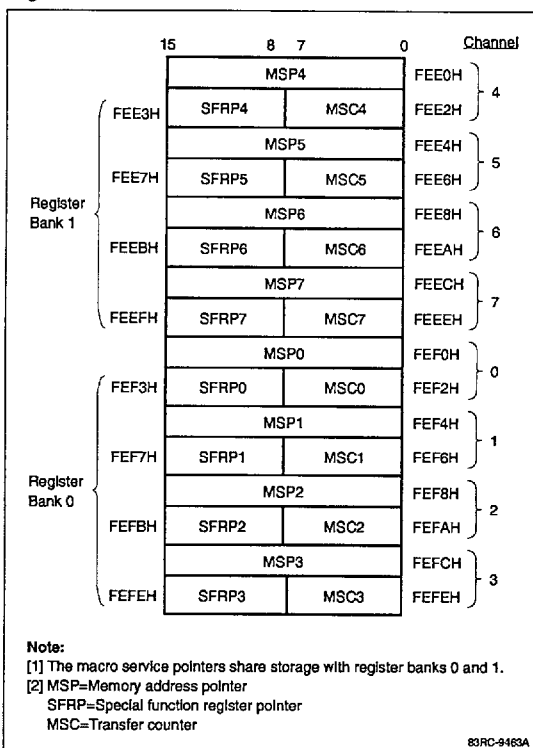 15 8 7 0 Channel
MSP4 FEE0H
4
FEE3H SFRP4 MSC4 FEE2H
MSP5 FEE4H
5
FEE7H SFRP5 MSC5 FEE6H
Register
Bank 1
MSP6 FEE8H
6
FEEBH SFRP6 MSC6 FEEAH
MSP7 FEECH
7
FEEFH SFRP7 MSC7 FEEEH
MSP0 FEF0H
0
FEF3H SFRP0 MSC0 FEF2H
MSP1 FEF4H
1
FEF7H SFRP1 MSC1 FEF6H
Register
Bank 0
MSP2 FEF8H
2
FEFBH SFRP2 MSC2 FEFAH
MSP3 FEFCH
3
FEFEH SFRP3 MSC3 FEFEH
Note:
[1] The macro service pointers share storage with register banks 0 and 1.
[2] MSP=Memory address pointer
SFRP=Special function register pointer
MSC=Transfer counter
83RC-9463A